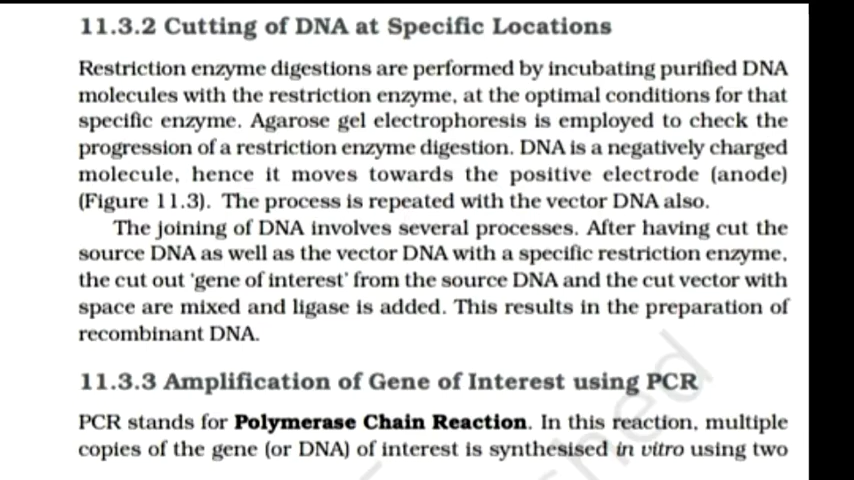 11.3.2 Cutting of DNA at Specific Locations
Restriction enzyme digestions are performed by incubating purified DNA
molecules with the restriction enzyme, at the optimal conditions for that
specific enzyme. Agarose gel electrophoresis is employed to check the
progression of a restriction enzyme digestion. DNA is a negatively charged
molecule, hence it moves towards the positive electrode (anode)
(Figure 11.3). The process is repeated with the vector DNA also.
The joining of DNA involves several processes. After having cut the
source DNA as well as the vector DNA with a specific restriction enzyme,
the cut out 'gene of interest' from the source DNA and the cut vector with
space are mixed and ligase is added. This results in the preparation of
recombinant DNA.
11.3.3 Amplification of Gene of Interest using PCR
PCR stands for Polymerase Chain Reaction. In this reaction, multiple
copies of the gene (or DNA) of interest is synthesised in vitro using two